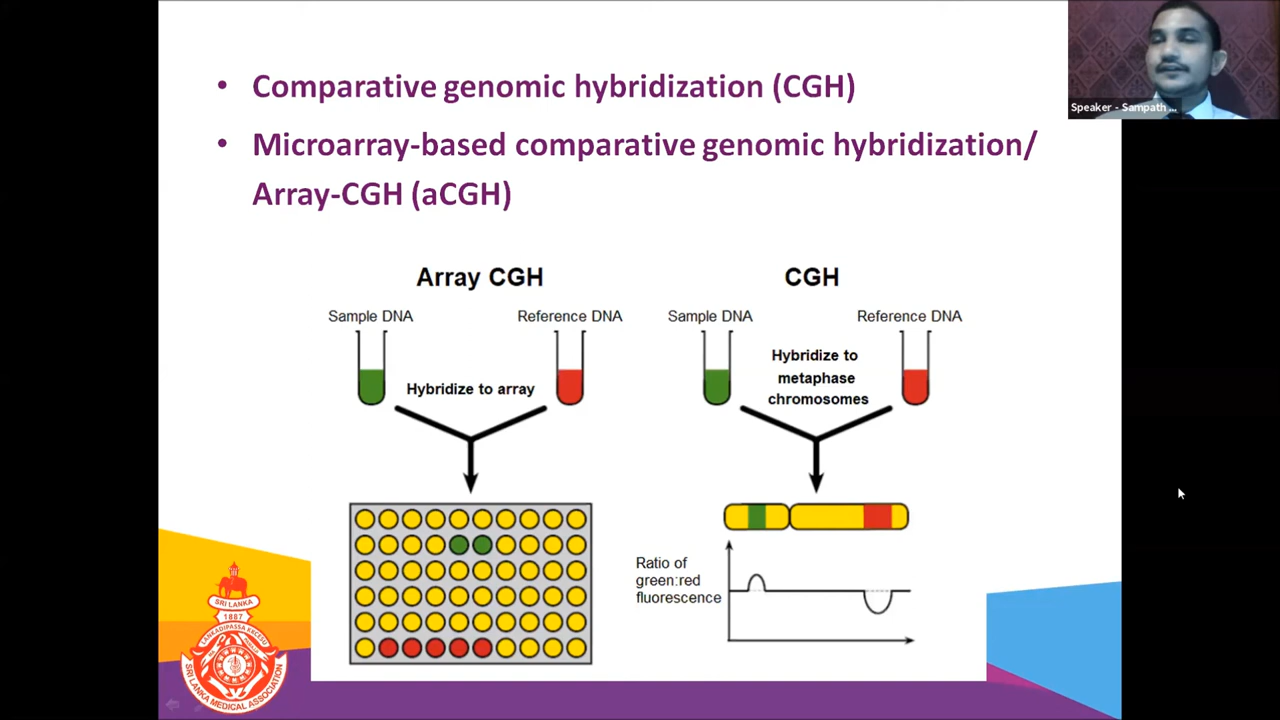 • Comparative genomic hybridization (CGH)
• Microarray-based comparative genomic hybridization/
Array-CGH (aCGH)
Speaker - Sampath ...
Array CGH
Sample DNA
Reference DNA
Hybridize to array
CGH
Sample DNA
Reference DNA
Hybridize to
metaphase
chromosomes
Ratio of
green:red
fluorescence
SRI LANKA
1887
SRI LANKA MEDICAL ASSOCIATION